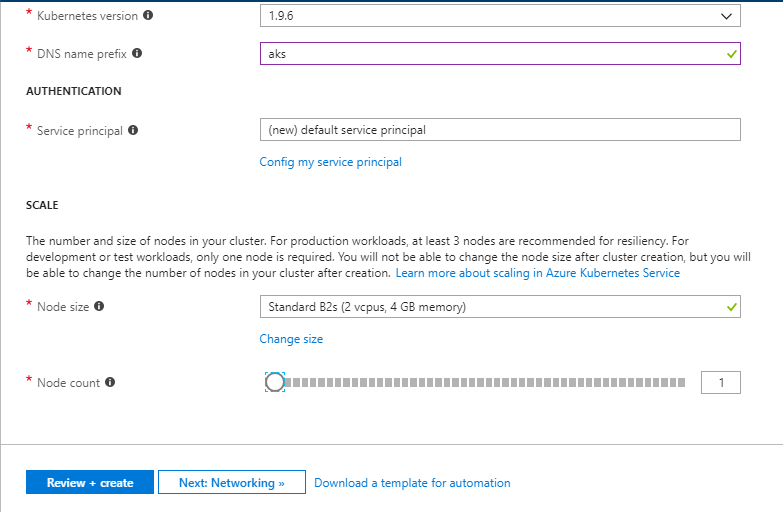 * Kubernetes version 1.9.6
* DNS name prefix aks
AUTHENTICATION
* Service principal (new) default service principal
Config my service principal
SCALE
The number and size of nodes in your cluster. For production workloads, at least 3 nodes are recommended for resiliency. For
development or test workloads, only one node is required. You will not be able to change the node size after cluster creation, but you will
be able to change the number of nodes in your cluster after creation. Learn more about scaling in Azure Kubernetes Service
* Node size Standard B2s (2 vcpus, 4 GB memory)
Change size
* Node count 1
Review + create Next: Networking » Download a template for automation